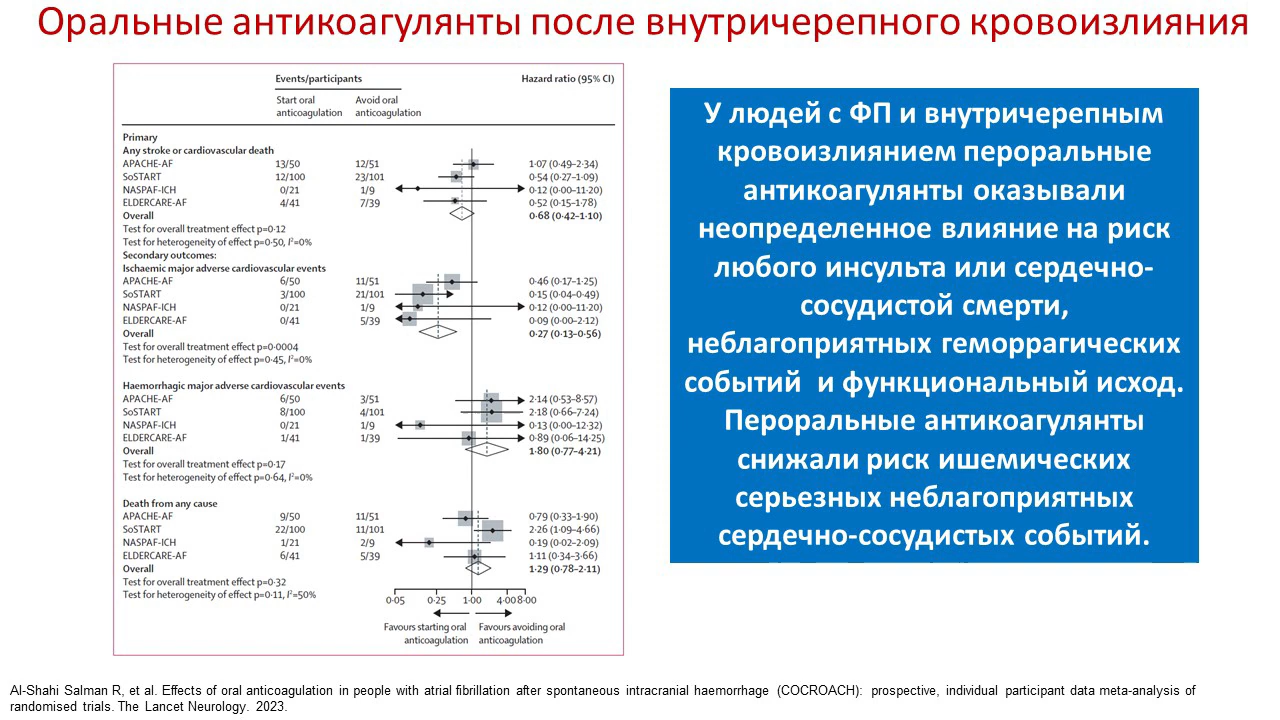 Оральные антикоагулянты после внутричерепного кровоизлияния
Events/participants Hazard ratio (95% CI)
Start oral Avoid oral
anticoagulation anticoagulation
Primary
Any stroke or cardiovascular death
APACHE-AF 13/50 12/51 1·07 (0·49–2·34)
SoSTART 12/100 23/101 0·54 (0·27–1·09)
NASPAF-ICH 0/21 1/9 0·12 (0·00–11·20)
ELDERCARE-AF 4/41 7/39 0·52 (0·15–1·78)
Overall 0·68 (0·42–1·10)
Test for overall treatment effect p=0·12
Test for heterogeneity of effect p=0·50, I²=0%
Secondary outcomes:
Ischaemic major adverse cardiovascular events
APACHE-AF 6/50 11/51 0·46 (0·17–1·25)
SoSTART 3/100 21/101 0·15 (0·04–0·49)
NASPAF-ICH 0/21 1/9 0·12 (0·00–11·20)
ELDERCARE-AF 0/41 5/39 0·09 (0·00–2·12)
Overall 0·27 (0·13–0·56)
Test for overall treatment effect p=0·0004
Test for heterogeneity of effect p=0·45, I²=0%
Haemorrhagic major adverse cardiovascular events
APACHE-AF 6/50 3/51 2·14 (0·53–8·57)
SoSTART 8/100 4/101 2·18 (0·66–7·24)
NASPAF-ICH 0/21 1/9 0·13 (0·00–12·32)
ELDERCARE-AF 1/41 1/39 0·89 (0·06–14·25)
Overall 1·80 (0·77–4·21)
Test for overall treatment effect p=0·17
Test for heterogeneity of effect p=0·64, I²=0%
Death from any cause
APACHE-AF 9/50 11/51 0·79 (0·33–1·90)
SoSTART 22/100 11/101 2·26 (1·09–4·66)
NASPAF-ICH 1/21 2/9 0·19 (0·02–2·09)
ELDERCARE-AF 6/41 5/39 1·11 (0·34–3·66)
Overall 1·29 (0·78–2·11)
Test for overall treatment effect p=0·32
Test for heterogeneity of effect p=0·11, I²=50%
0·05 0·25 1·00 4·00 8·00
Favours starting oral Favours avoiding oral
anticoagulation anticoagulation
У людей с ФП и внутричерепным
кровоизлиянием пероральные
антикоагулянты оказывали
неопределенное влияние на риск
любого инсульта или сердечно-
сосудистой смерти,
неблагоприятных геморрагических
событий и функциональный исход.
Пероральные антикоагулянты
снижали риск ишемических
серьезных неблагоприятных
сердечно-сосудистых событий.
Al-Shahi Salman R, et al. Effects of oral anticoagulation in people with atrial fibrillation after spontaneous intracranial haemorrhage (COCROACH): prospective, individual participant data meta-analysis of
randomised trials. The Lancet Neurology. 2023.